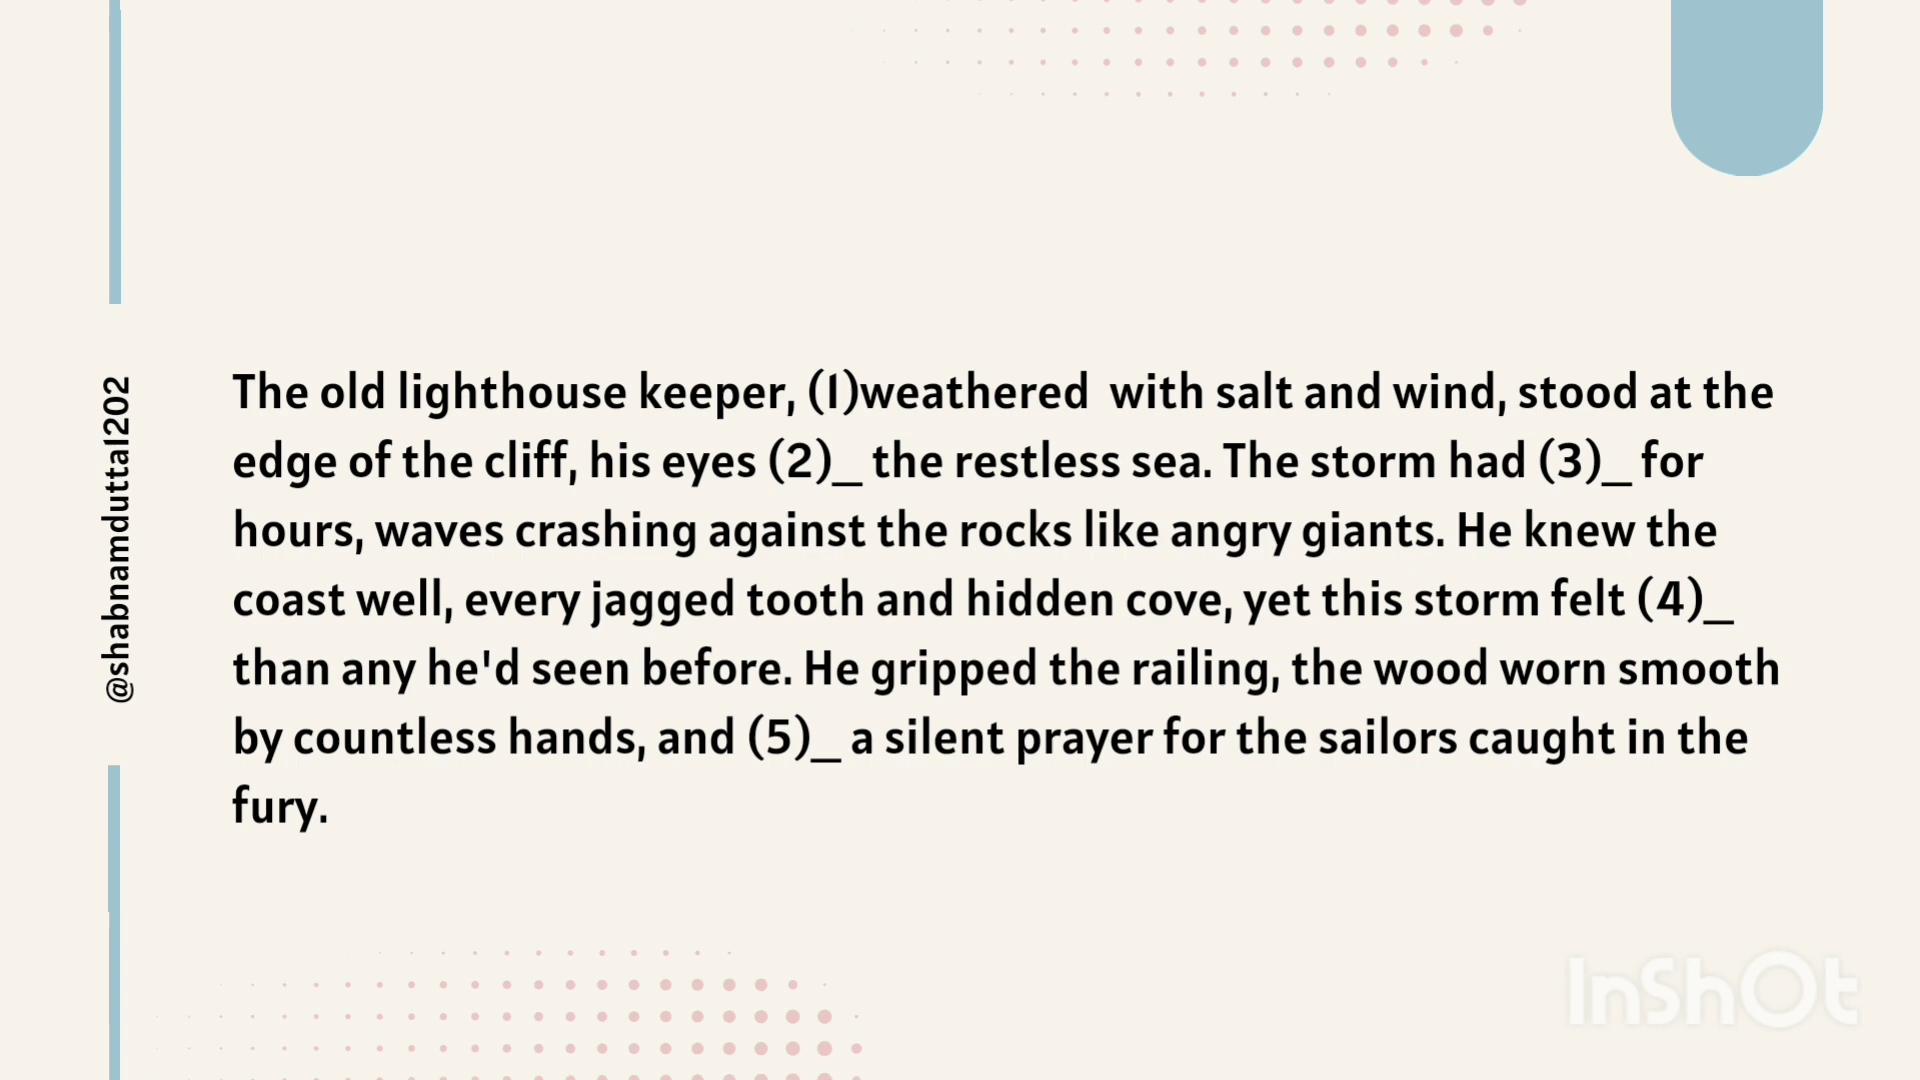 @shabnamdutta1202
The old lighthouse keeper, (1)weathered  with salt and wind, stood at the
edge of the cliff, his eyes (2)_ the restless sea. The storm had (3)_ for
hours, waves crashing against the rocks like angry giants. He knew the
coast well, every jagged tooth and hidden cove, yet this storm felt (4)_
than any he'd seen before. He gripped the railing, the wood worn smooth
by countless hands, and (5)_ a silent prayer for the sailors caught in the
fury.
InShOt